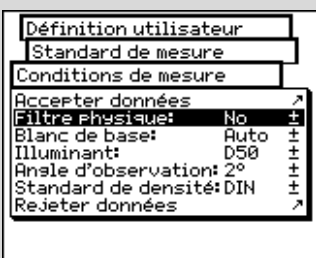 Définition utilisateur
Standard de mesure
Conditions de mesure
Accepter données ↗
Filtre physique: No ±
Blanc de base: Auto ±
Illuminant: D50 ±
Angle d'observation: 2° ±
Standard de densité: DIN ±
Rejeter données ↗